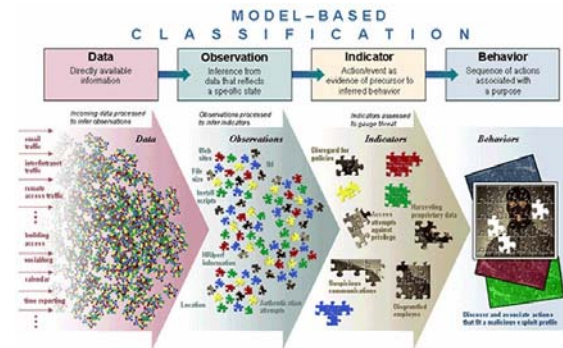 MODEL–BASED
CLASSIFICATION
Data
Directly available
information
Observation
Inference from
data that reflects
a specific state
Indicator
Action/event as
evidence of precursor to
inferred behavior
Behavior
Sequence of actions
associated with
a purpose
Incoming data processed
to infer observations
Observations processed
to infer indicators
Indicators assessed
to gauge threat
Data
Observations
Indicators
Behaviors
email
traffic
traffic
remote
access traffic
building
access
calendar
time reporting
Web
sites
File
size
Install
scripts
information
Location
Authentication
attempts
Disregard for
policies
Harvesting
proprietary data
Access
attempts
against
privilege
Suspicious
communications
Disgruntled
employee
Discover and associate actions
that fit a malicious exploit profile